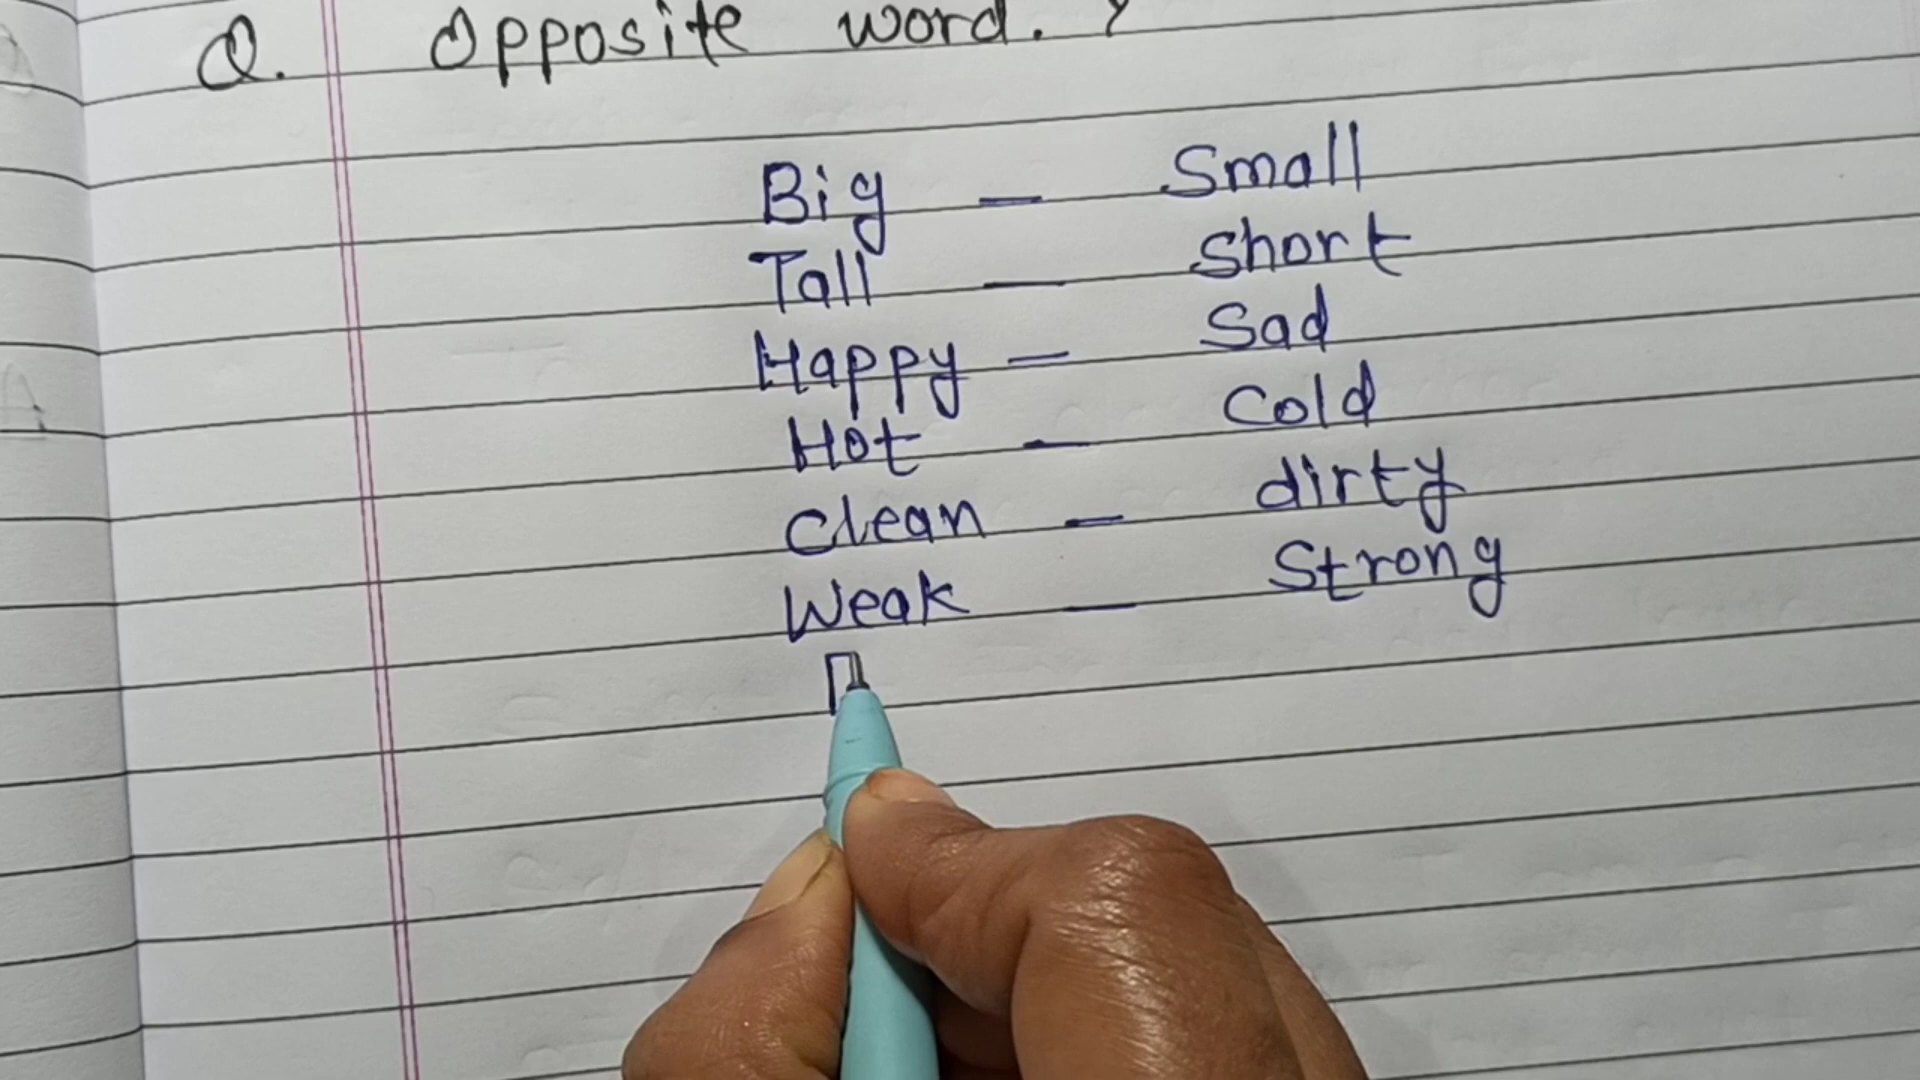 Q. Opposite word. ?
Big — Small
Tall — Short
Happy — Sad
Hot — Cold
Clean — dirty
Weak — Strong